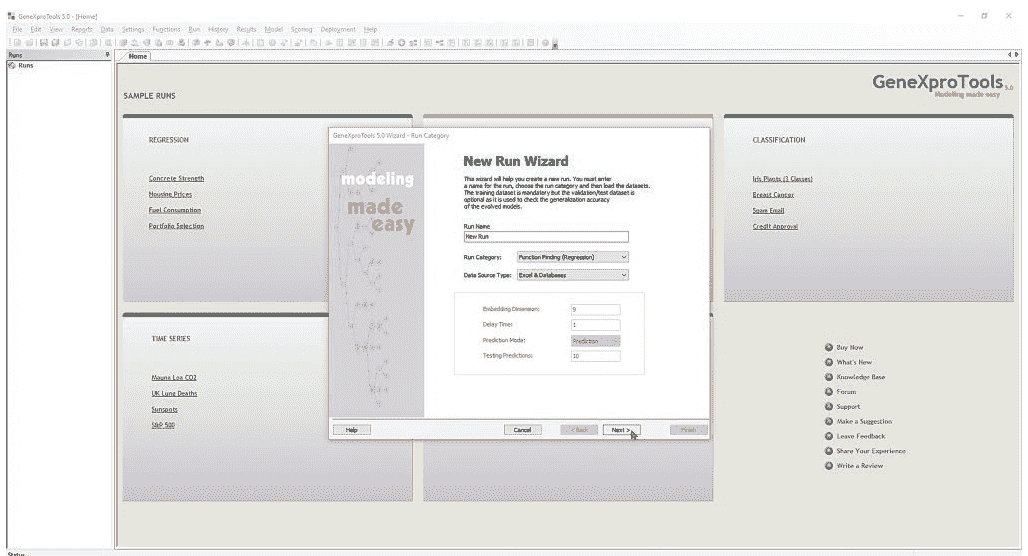 GeneXproTools 5.0 - [Home]
File Edit View Reports Data Settings Functions Run History Results Model Scoring Deployment Help
Runs
Home
Runs
GeneXproTools 5.0
Modeling made easy
SAMPLE RUNS
REGRESSION
Concrete Strength
Housing Prices
Fuel Consumption
Portfolio Selection
CLASSIFICATION
Iris Plants (3 Classes)
Breast Cancer
Spam Email
Credit Approval
TIME SERIES
Mauna Loa CO2
UK Lung Deaths
Sunspots
S&P 500
GeneXproTools 5.0 Wizard - Run Category
modeling
made
easy
New Run Wizard
This wizard will help you create a new run. You must enter
a name for the run, choose the run category and then load the datasets.
The training dataset is mandatory but the validation/test dataset is
optional as it is used to check the generalization accuracy
of the evolved models.
Run Name
New Run
Run Category: Function Finding (Regression)
Data Source Type: Excel & Databases
Embedding Dimension: 9
Delay Time: 1
Prediction Mode: Prediction
Testing Predictions: 10
Help Cancel < Back Next > Finish
Buy Now
What's New
Knowledge Base
Forum
Support
Make a Suggestion
Leave Feedback
Share Your Experience
Write a Review
Status